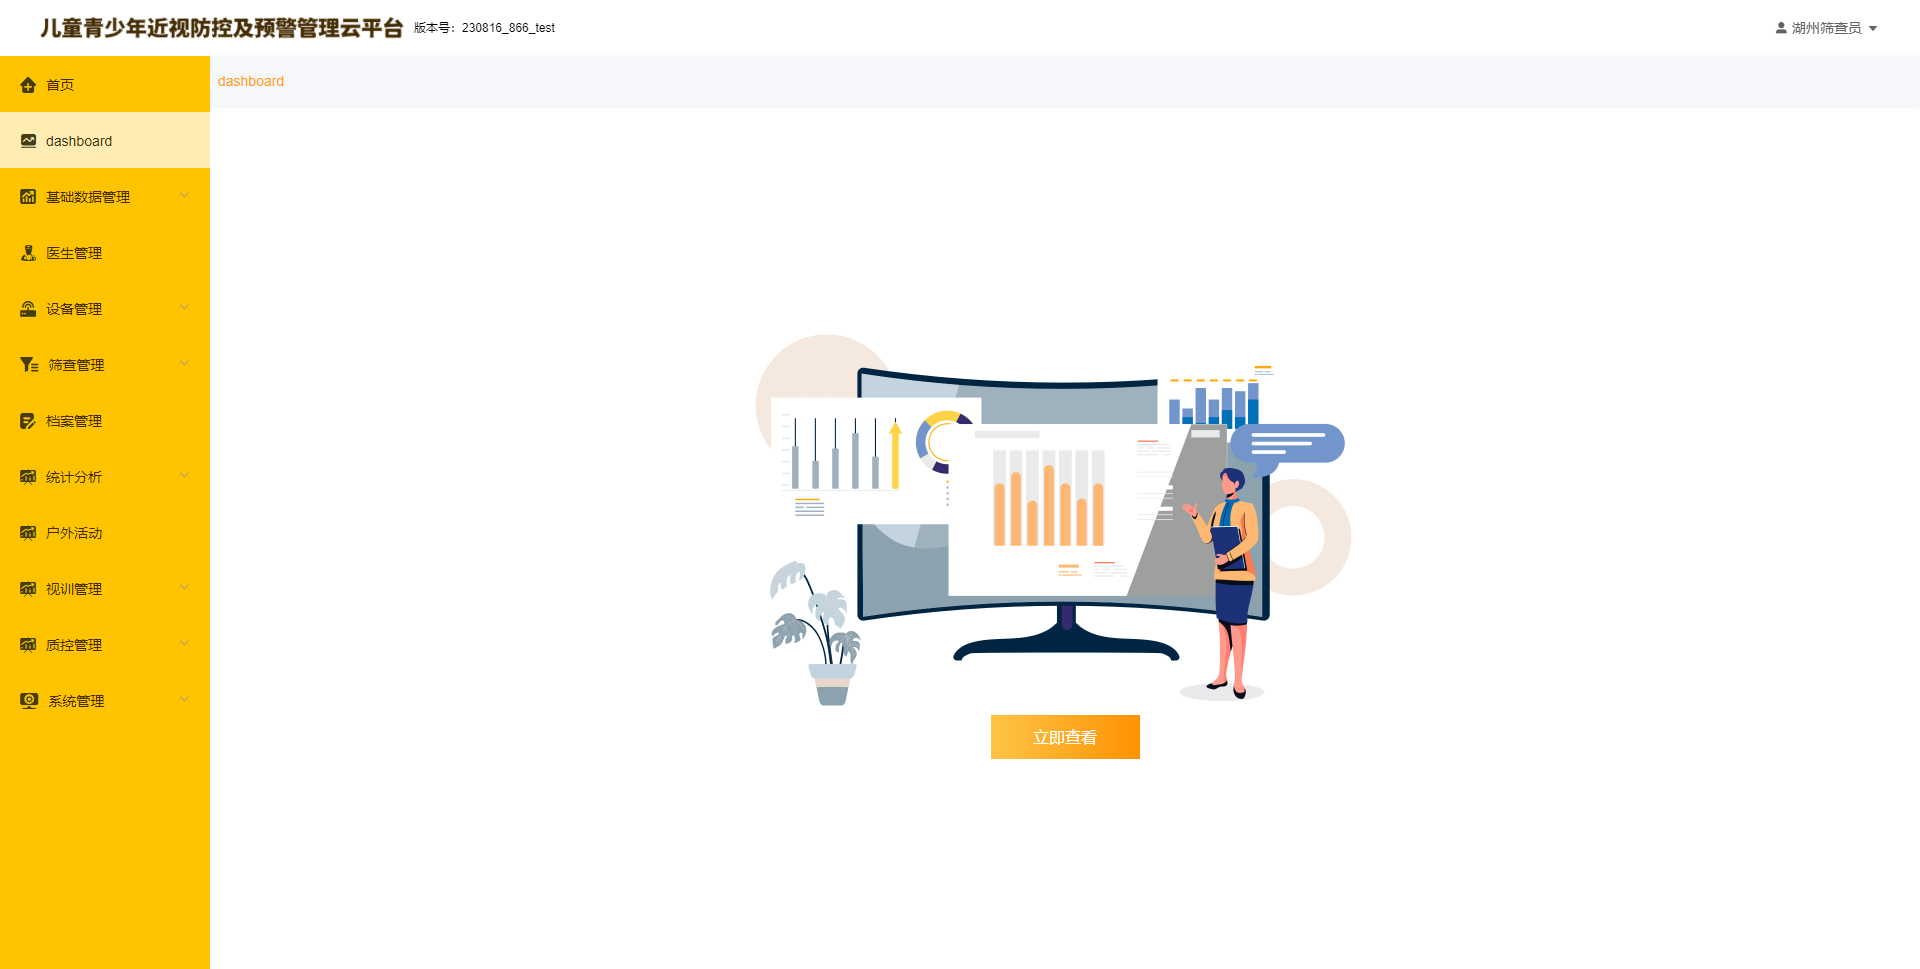 儿童青少年近视防控及预警管理云平台 版本号：230816_866_test
湖州筛查员
首页
dashboard
dashboard
基础数据管理
医生管理
设备管理
筛查管理
档案管理
统计分析
户外活动
视训管理
质控管理
系统管理
立即查看